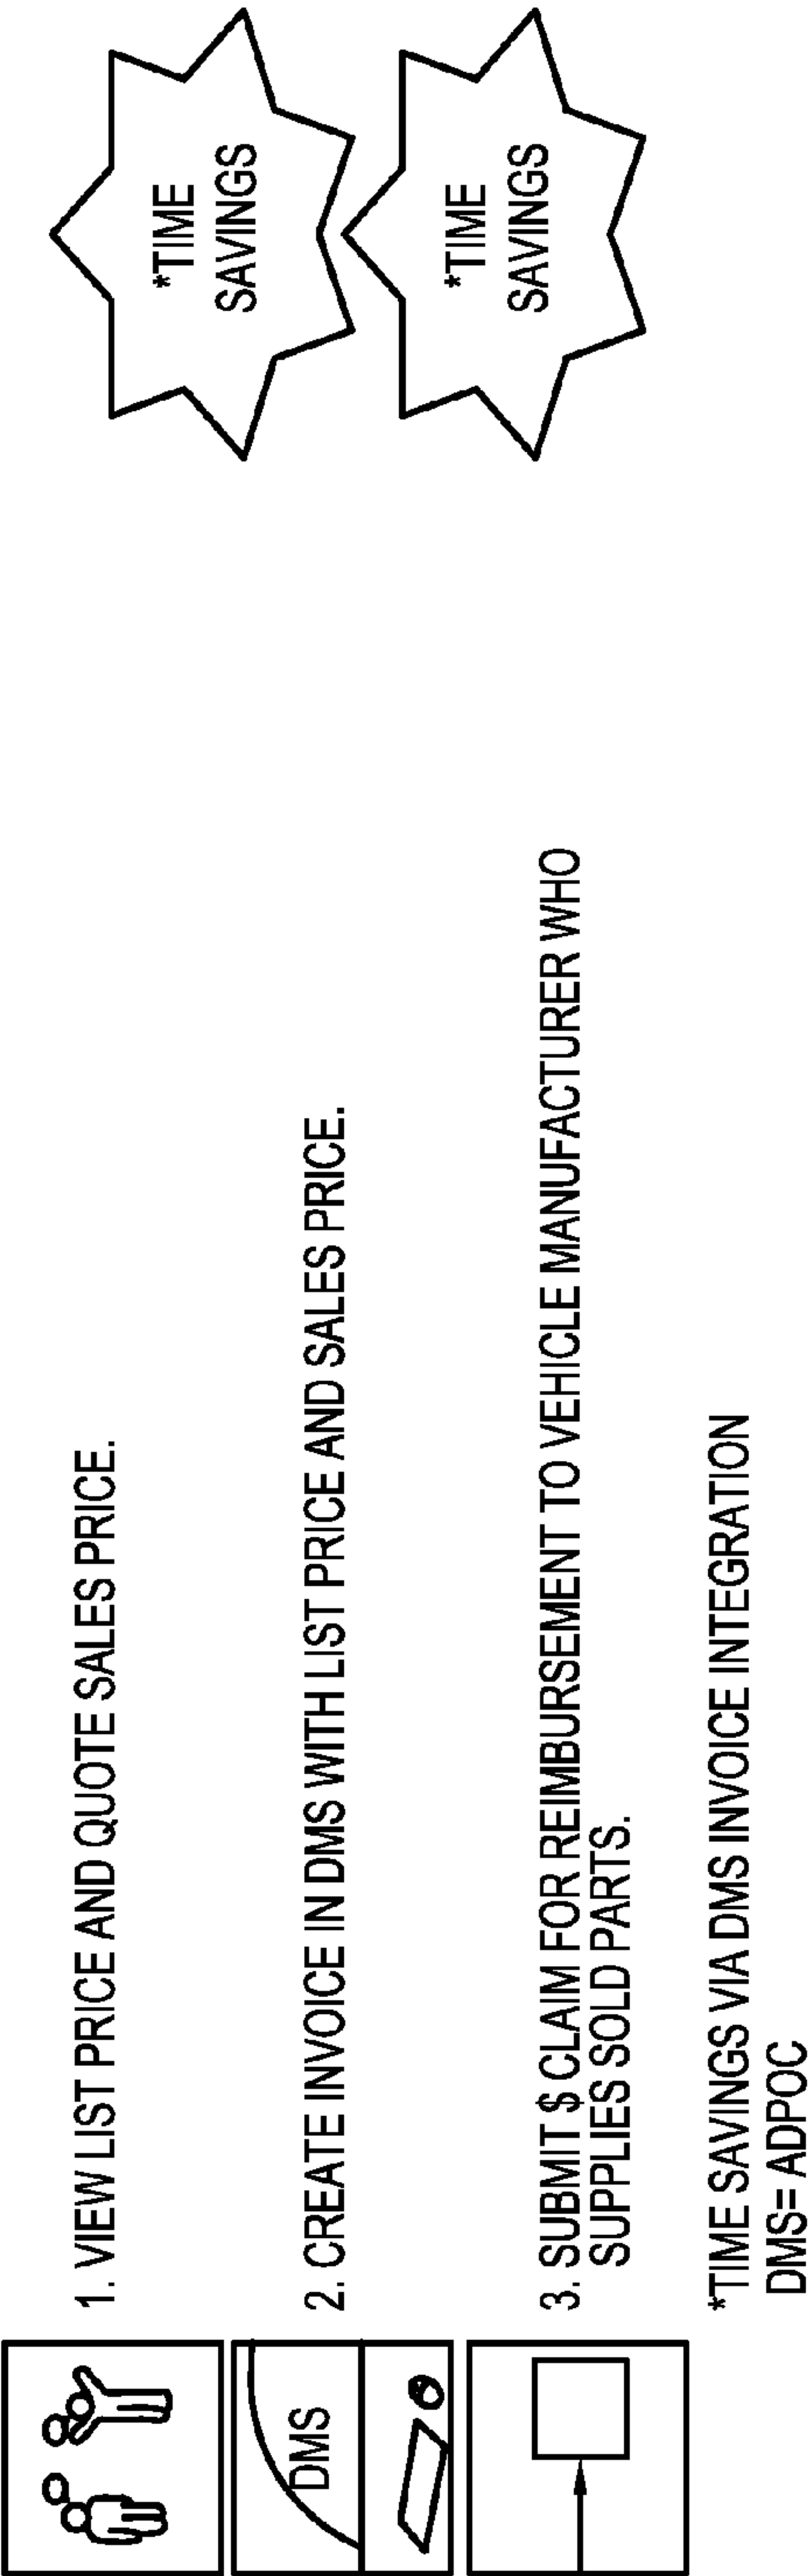 1. VIEW LIST PRICE AND QUOTE SALES PRICE.
*TIME
SAVINGS
DMS
2. CREATE INVOICE IN DMS WITH LIST PRICE AND SALES PRICE.
*TIME
SAVINGS
3. SUBMIT $ CLAIM FOR REIMBURSEMENT TO VEHICLE MANUFACTURER WHO
SUPPLIES SOLD PARTS.
*TIME SAVINGS VIA DMS INVOICE INTEGRATION
DMS= ADPOC